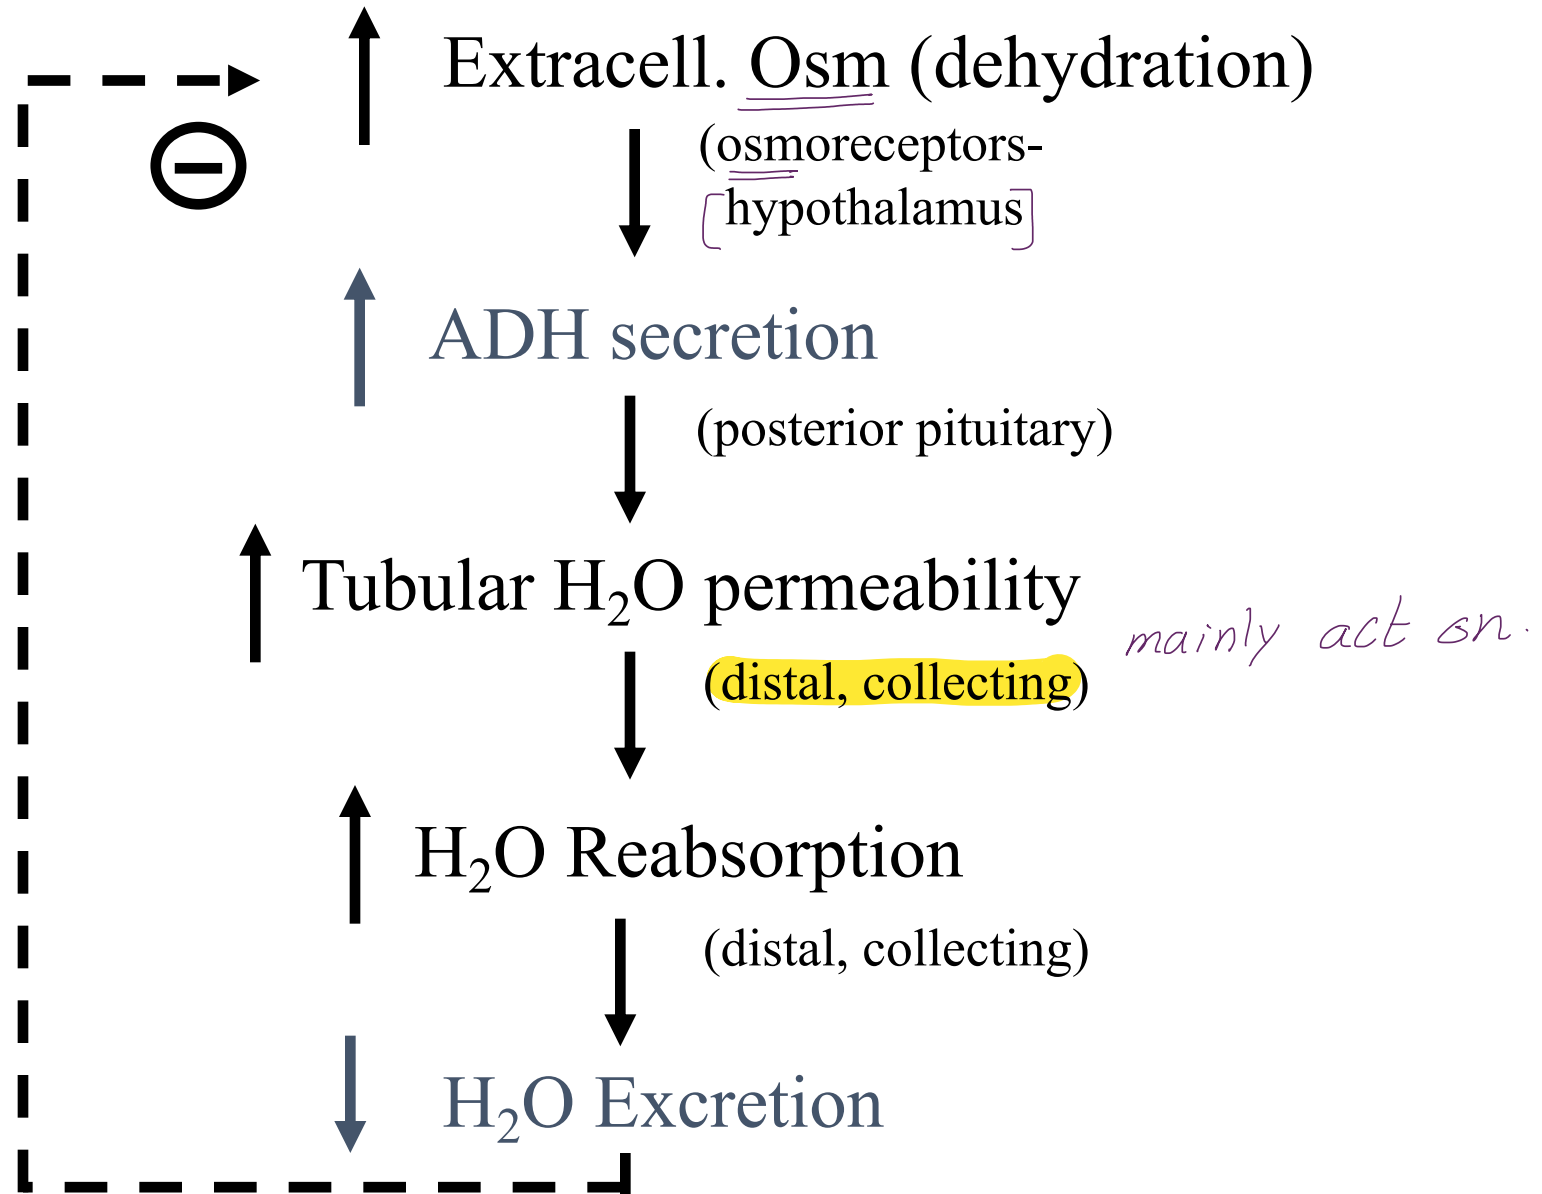 Extracell. Osm (dehydration)
(osmoreceptors-
hypothalamus
ADH secretion
(posterior pituitary)
Tubular H₂O permeability
mainly act on.
(distal, collecting)
H₂O Reabsorption
(distal, collecting)
H₂O Excretion